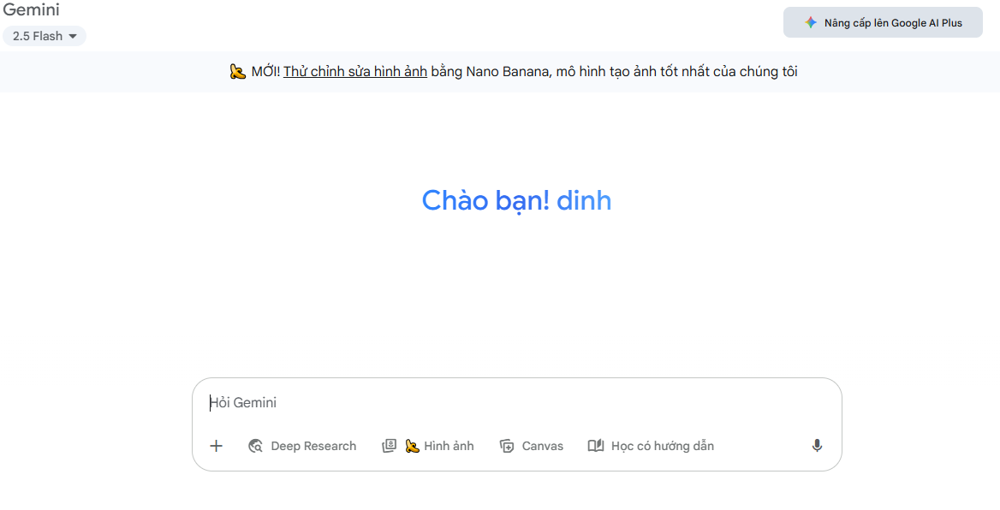 Gemini
2.5 Flash
Nâng cấp lên Google AI Plus
MỚI! Thử chỉnh sửa hình ảnh bằng Nano Banana, mô hình tạo ảnh tốt nhất của chúng tôi
Chào bạn! dinh
Hỏi Gemini
Deep Research Hình ảnh Canvas Học có hướng dẫn